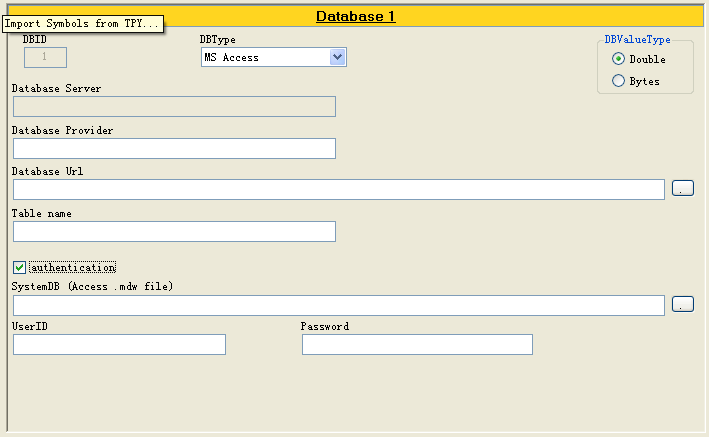 Database 1
Import Symbols from TPY...
DBID
DBType
DBValueType
1
MS Access
Double
Bytes
Database Server
Database Provider
Database Url
.
Table name
authentication
SystemDB (Access .mdw file)
.
UserID
Password